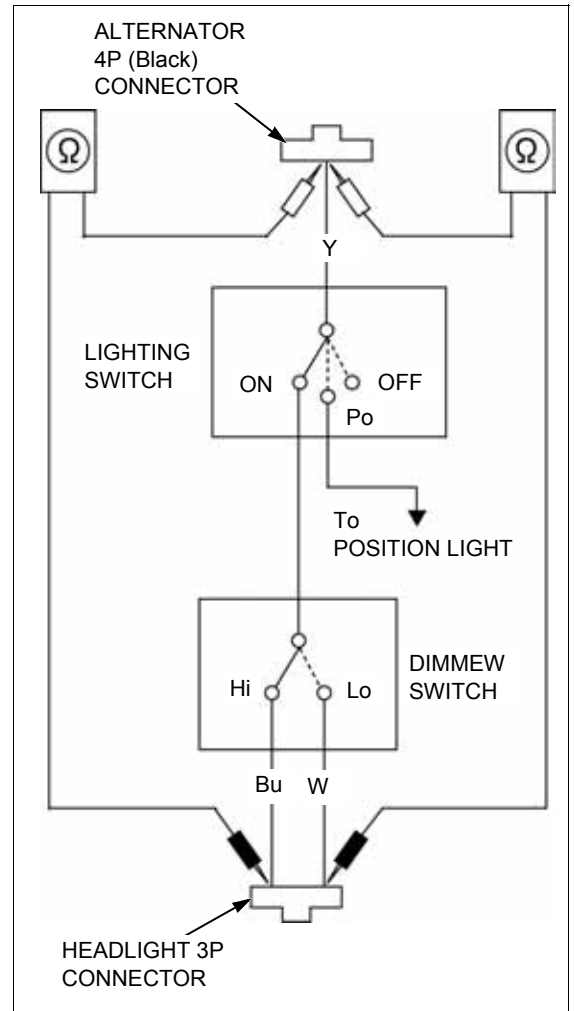 ALTERNATOR
4P (Black)
CONNECTOR
Ω
Ω
Y
LIGHTING
SWITCH
ON
OFF
Po
To
POSITION LIGHT
Hi
Lo
DIMMEW
SWITCH
Bu
W
HEADLIGHT 3P
CONNECTOR